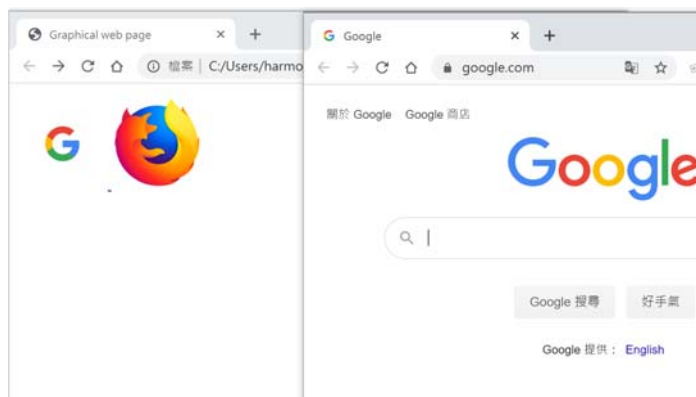 Graphical web page
檔案 | C:/Users/harmo
Google
google.com
關於 Google Google 商店
Google
Google 搜尋 好手氣
Google 提供： English